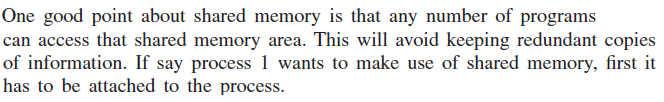 One good point about shared memory is that any number of programs
can access that shared memory area. This will avoid keeping redundant copies
of information. If say process 1 wants to make use of shared memory, first it
has to be attached to the process.